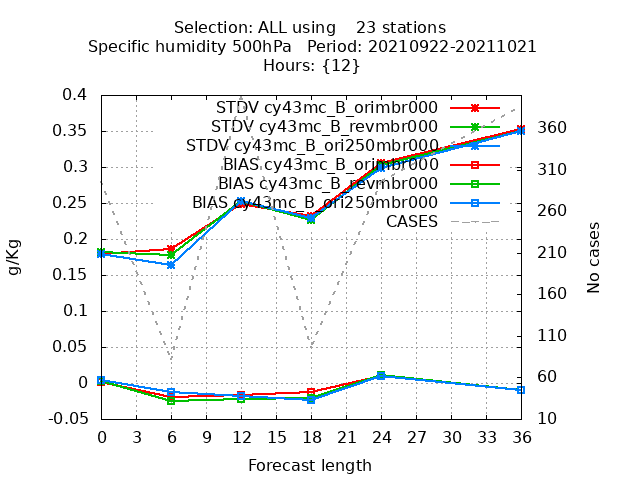 Selection: ALL using    23 stations
Specific humidity 500hPa   Period: 20210922-20211021
Hours: {12}
STDV cy43mc_B_orimbr000
STDV cy43mc_B_revmbr000
STDV cy43mc_B_ori250mbr000
BIAS cy43mc_B_orimbr000
BIAS cy43mc_B_revmbr000
BIAS cy43mc_B_ori250mbr000
CASES
g/Kg
0.4
0.35
0.3
0.25
0.2
0.15
0.1
0.05
0
-0.05
No cases
360
310
260
210
160
110
60
10
0 3 6 9 12 15 18 21 24 27 30 33 36
Forecast length